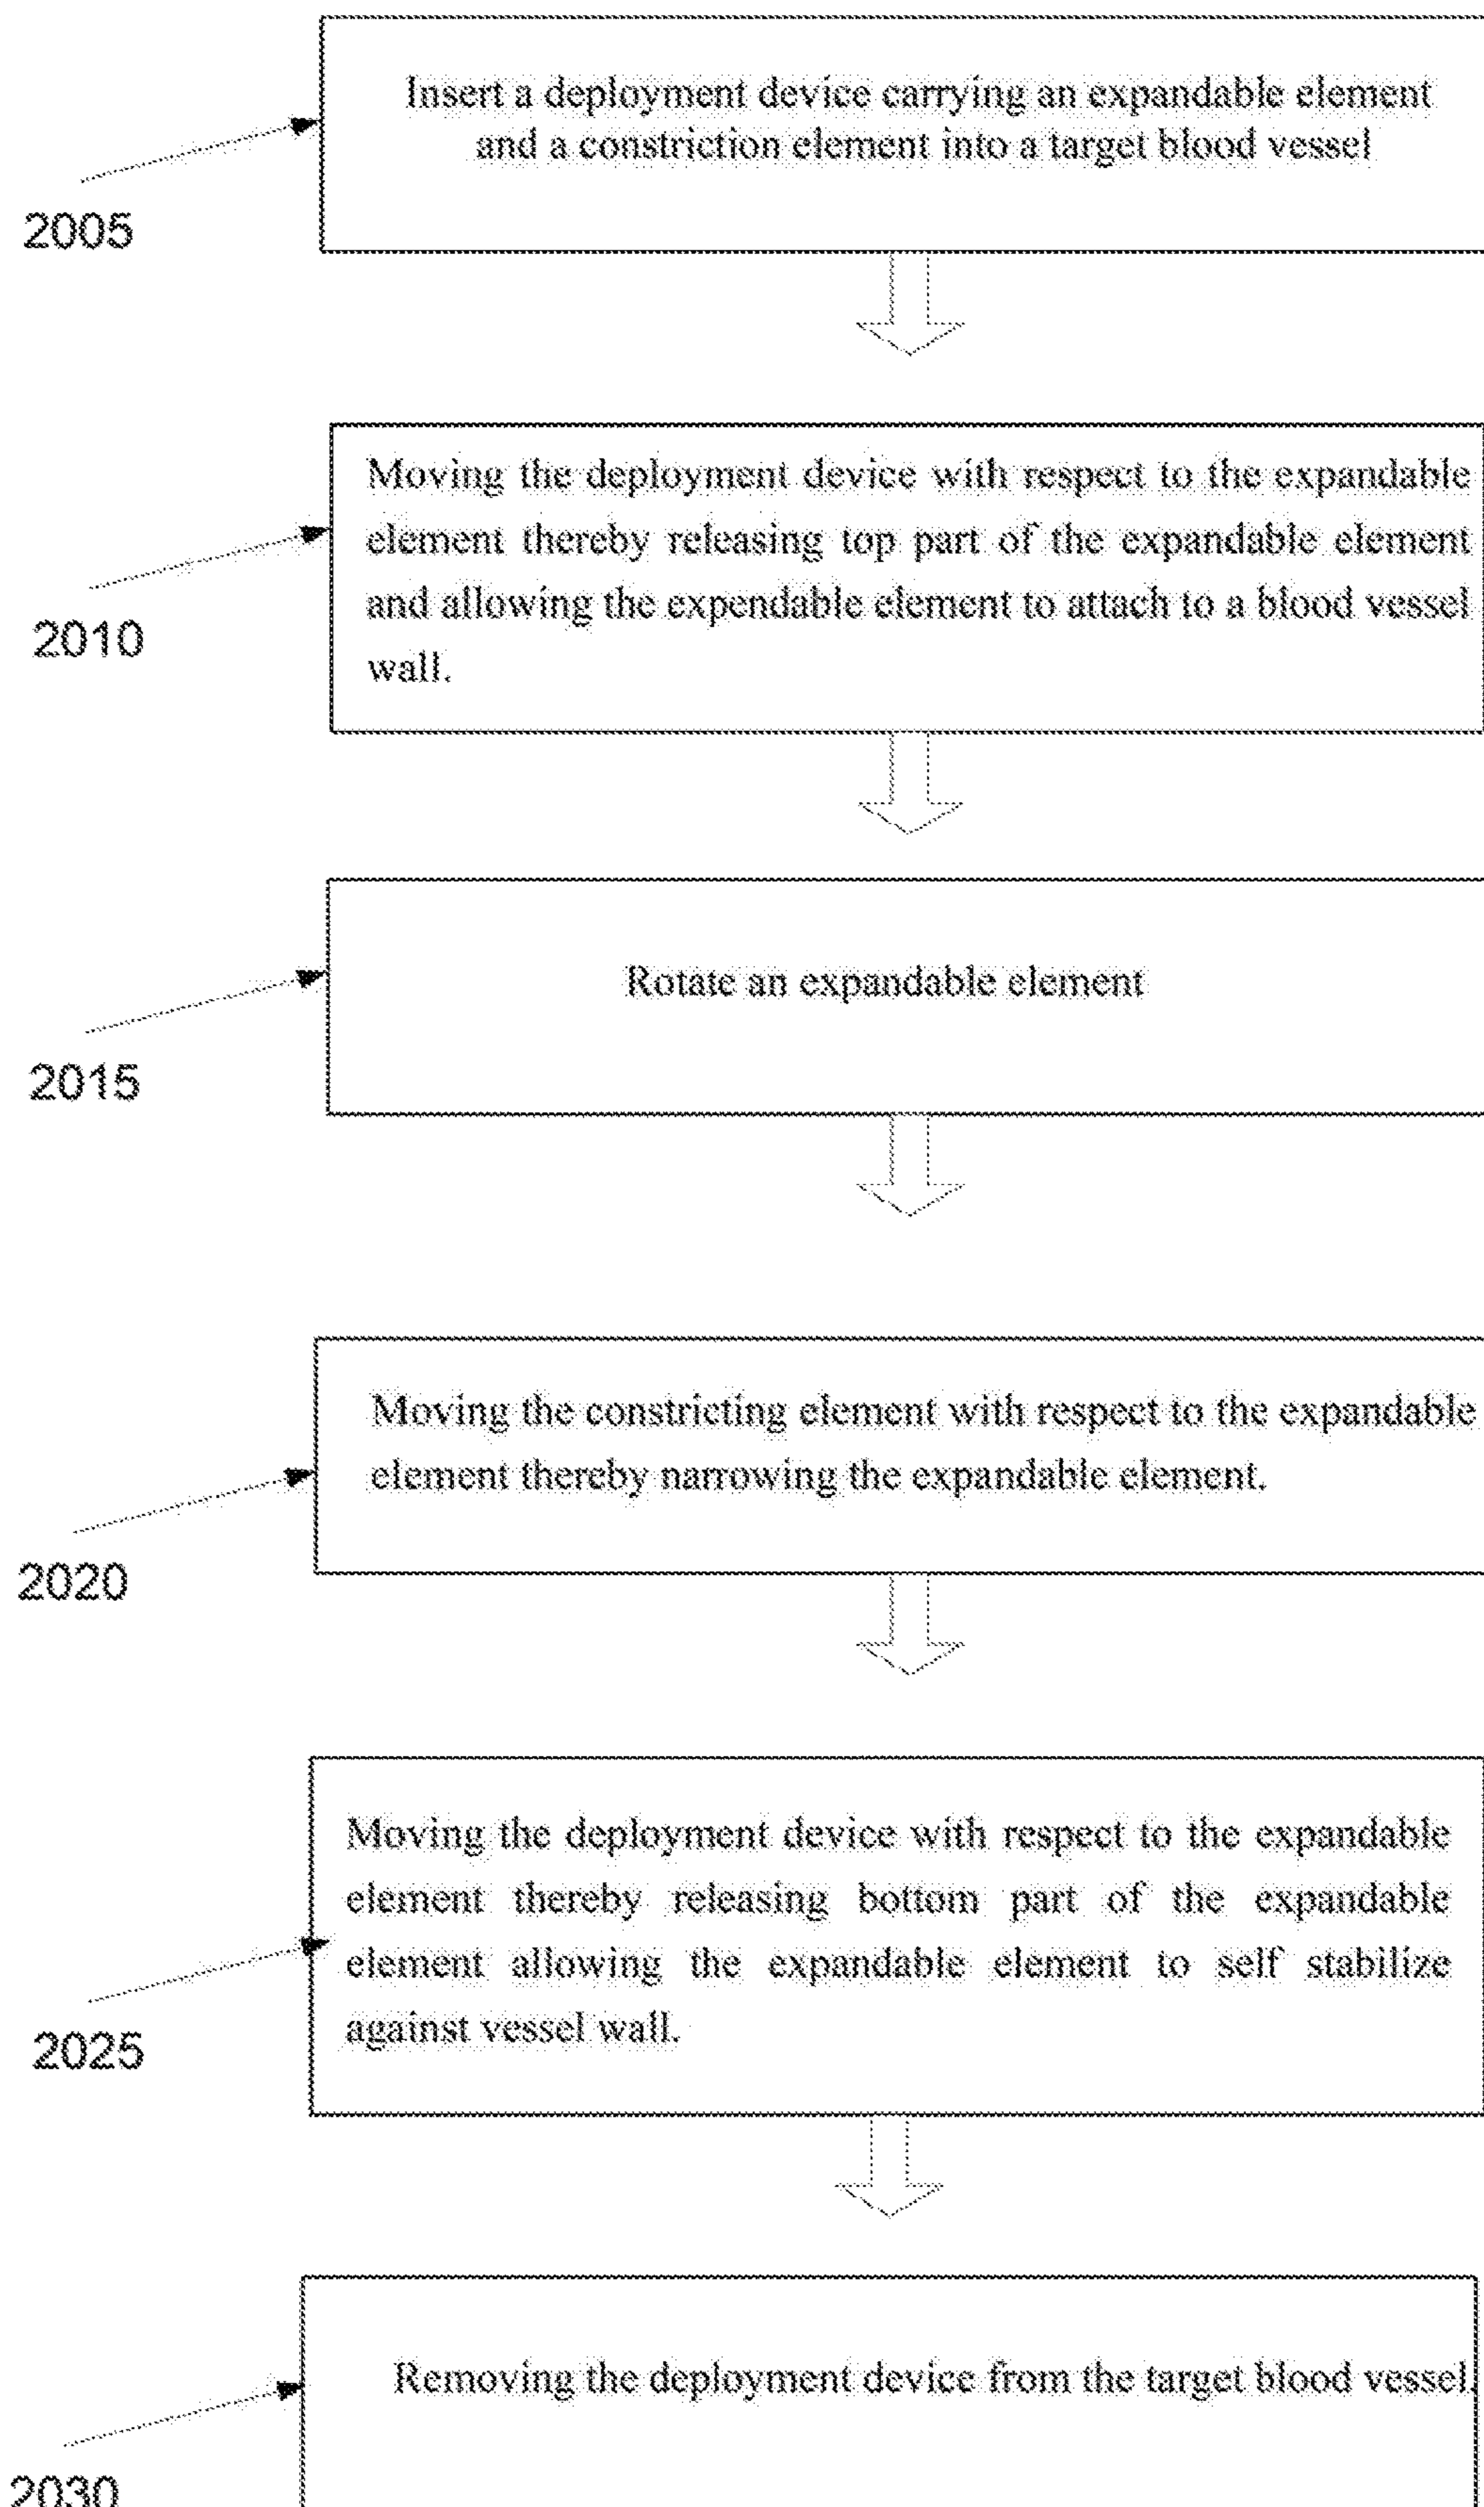 Insert a deployment device carrying an expandable element
and a constriction element into a target blood vessel
2005
Moving the deployment device with respect to the expandable
element thereby releasing top part of the expandable element
and allowing the expendable element to attach to a blood vessel
wall.
2010
Rotate an expandable element
2015
Moving the constricting element with respect to the expandable
element thereby narrowing the expandable element.
2020
Moving the deployment device with respect to the expandable
element thereby releasing bottom part of the expandable
element allowing the expandable element to self stabilize
against vessel wall.
2025
Removing the deployment device from the target blood vessel.
2030